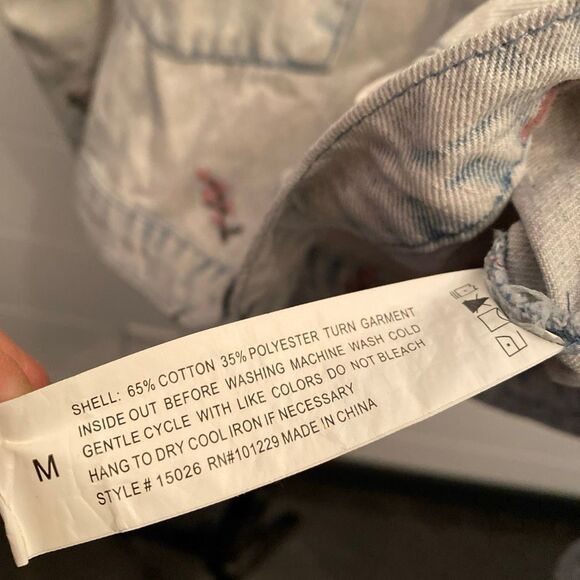 SHELL: 65% COTTON 35% POLYESTER TURN GARMENT
INSIDE OUT BEFORE WASHING MACHINE WASH COLD
GENTLE CYCLE WITH LIKE COLORS DO NOT BLEACH
HANG TO DRY COOL IRON IF NECESSARY
STYLE# 15026 RN#101229 MADE IN CHINA
M